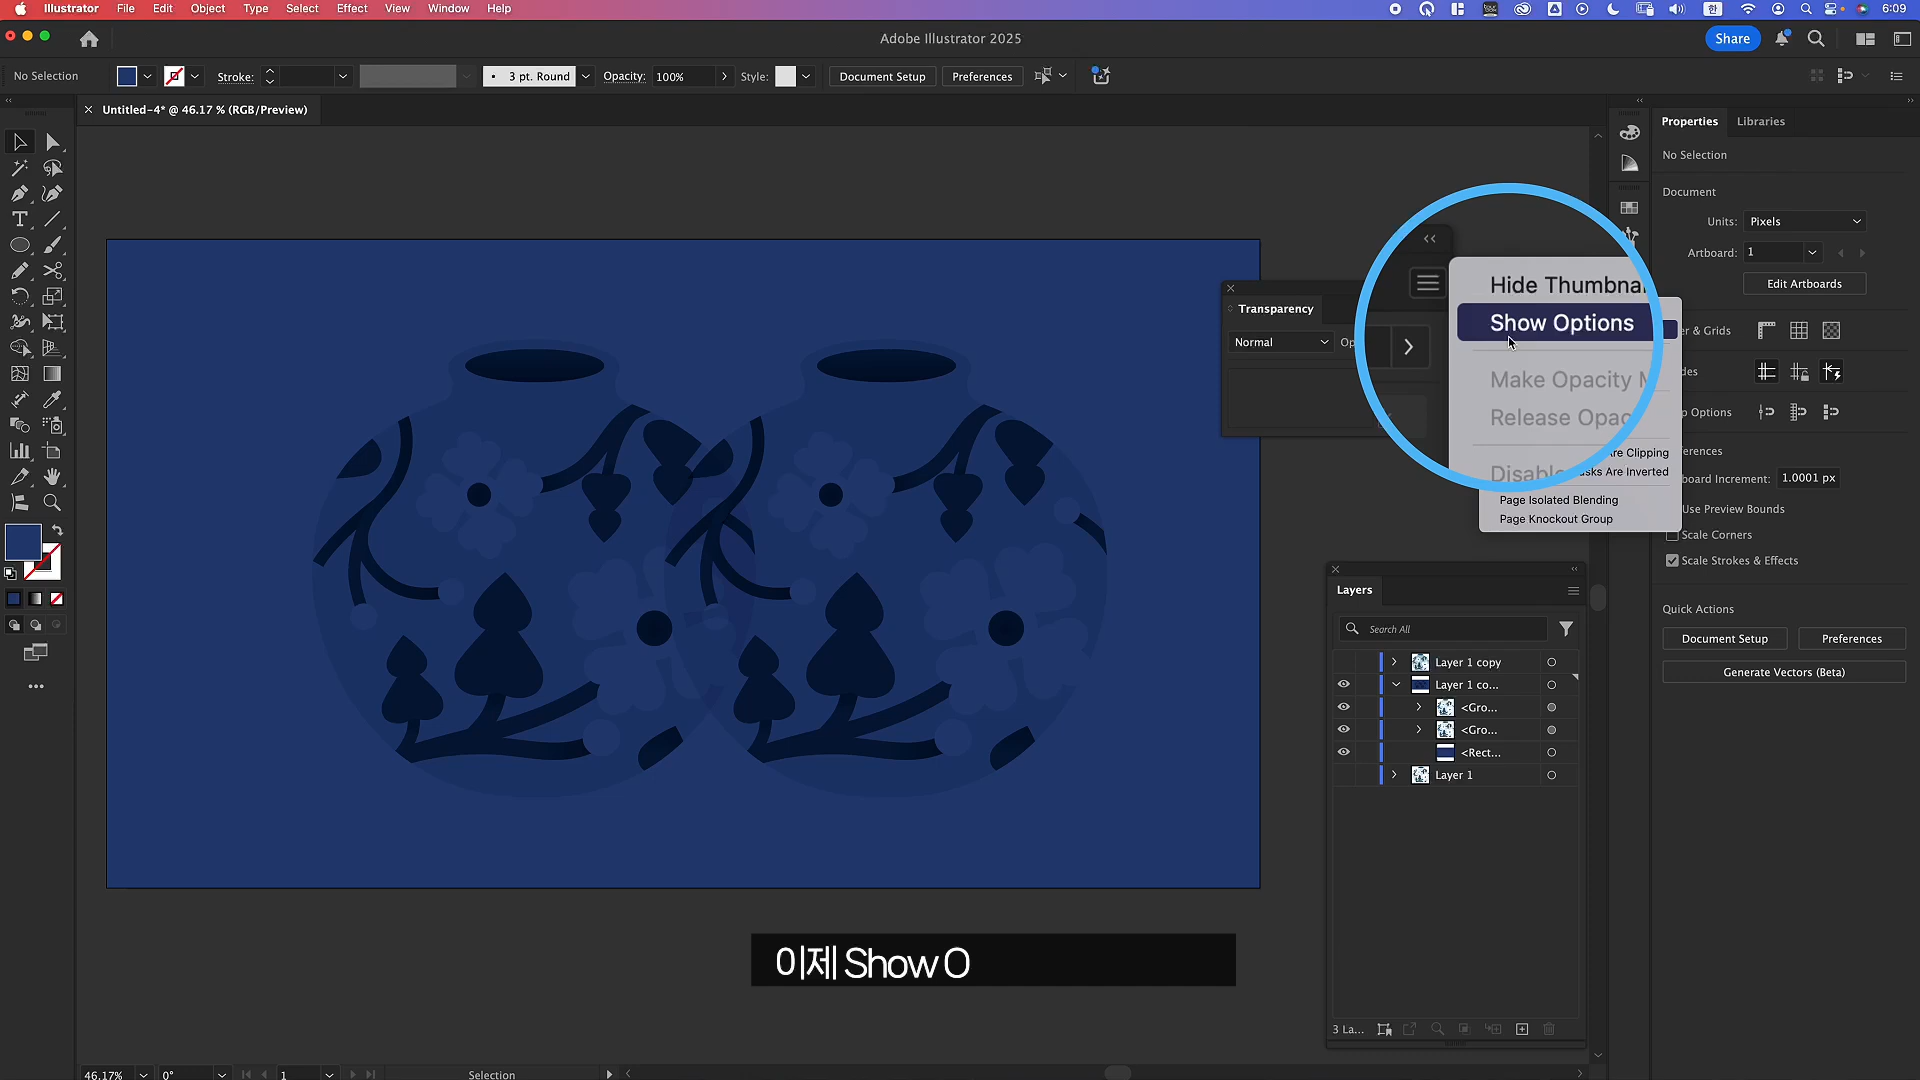 Illustrator File Edit Object Type Select Effect View Window Help
한 6:09
Adobe Illustrator 2025
Share
No Selection
Stroke:
3 pt. Round
Opacity: 100%
Style:
Document Setup
Preferences
Untitled-4* @ 46.17 % (RGB/Preview)
Properties
Libraries
No Selection
Document
Units: Pixels
Artboard: 1
Edit Artboards
Transparency
Normal
Op
Hide Thumbna
Show Options
Make Opacity M
Release Opac
Disable
re Clipping
sks Are Inverted
Page Isolated Blending
Page Knockout Group
er & Grids
des
p Options
erences
board Increment: 1.0001 px
Use Preview Bounds
Scale Corners
Scale Strokes & Effects
Quick Actions
Document Setup
Preferences
Generate Vectors (Beta)
Layers
Search All
Layer 1 copy
Layer 1 co...
<Gro...
<Gro...
<Rect...
Layer 1
3 La...
이제 Show O
46.17%
0°
1
Selection